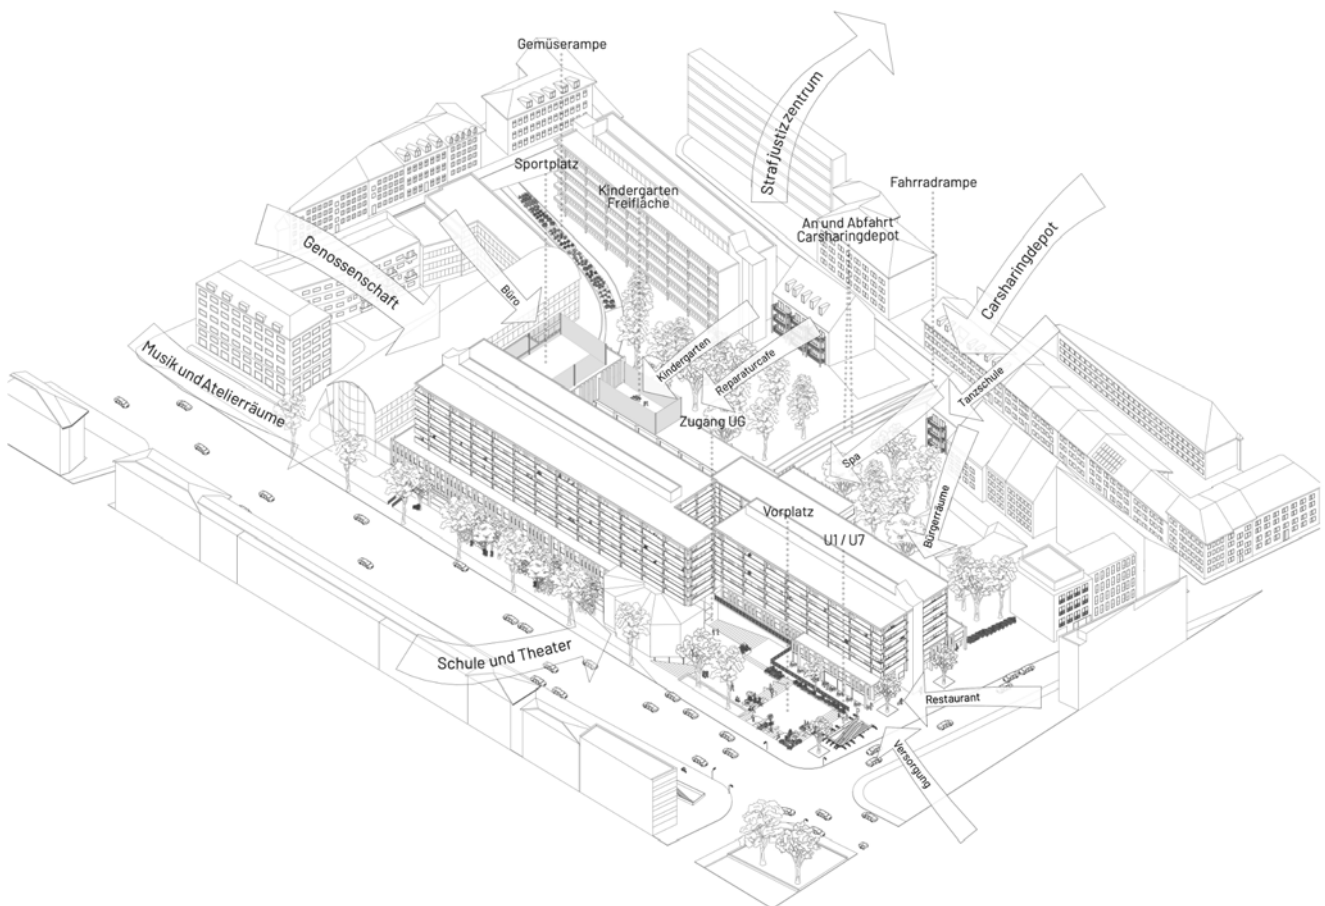 Gemüserampe
Strafjustizzentrum
Sportplatz
Kindergarten
Freifläche
Fahrradrampe
An und Abfahrt
Carsharingdepot
Genossenschaft
Büro
Carsharingdepot
Musik und Atelierräume
Kindergarten
Reparaturcafe
Tanzschule
Zugang UG
Spa
Bürgerräume
Vorplatz
U1 / U7
Schule und Theater
Restaurant
Versorgung